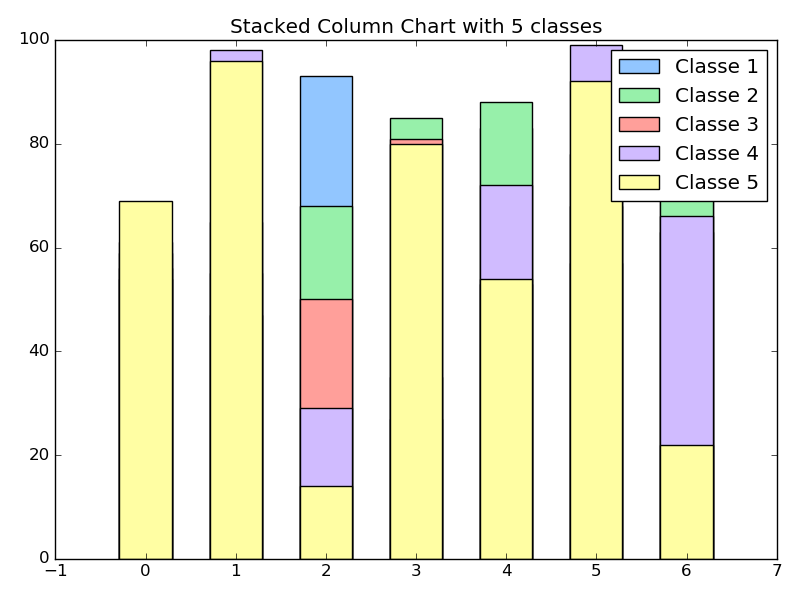 Stacked Column Chart with 5 classes
100
80
60
40
20
0
Classe 1
Classe 2
Classe 3
Classe 4
Classe 5
−1 0 1 2 3 4 5 6 7